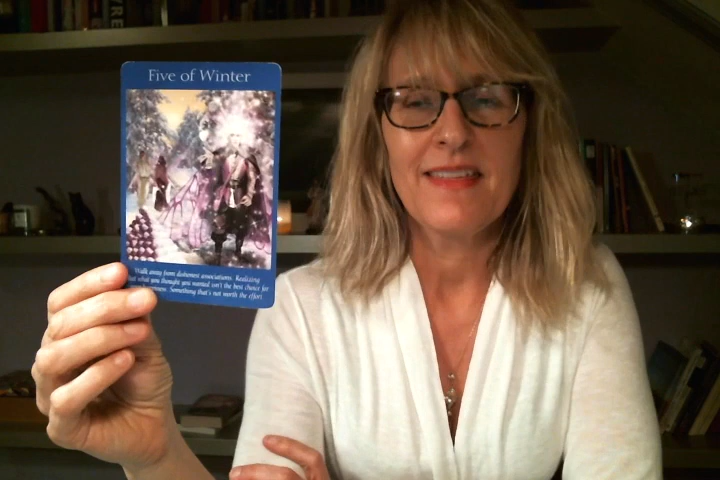 Five of Winter
Walk away from dishonest associations. Realizing
that what you thought you wanted isn't the best choice for
Something that's not worth the effort